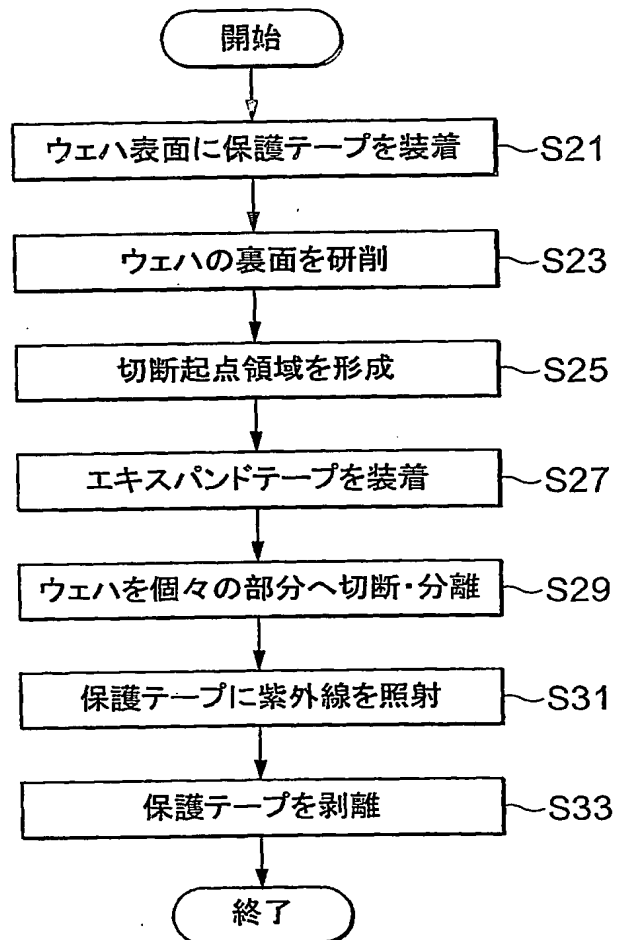 開始
ウェハ表面に保護テープを装着 S21
ウェハの裏面を研削 S23
切断起点領域を形成 S25
エキスパンドテープを装着 S27
ウェハを個々の部分へ切断・分離 S29
保護テープに紫外線を照射 S31
保護テープを剥離 S33
終了